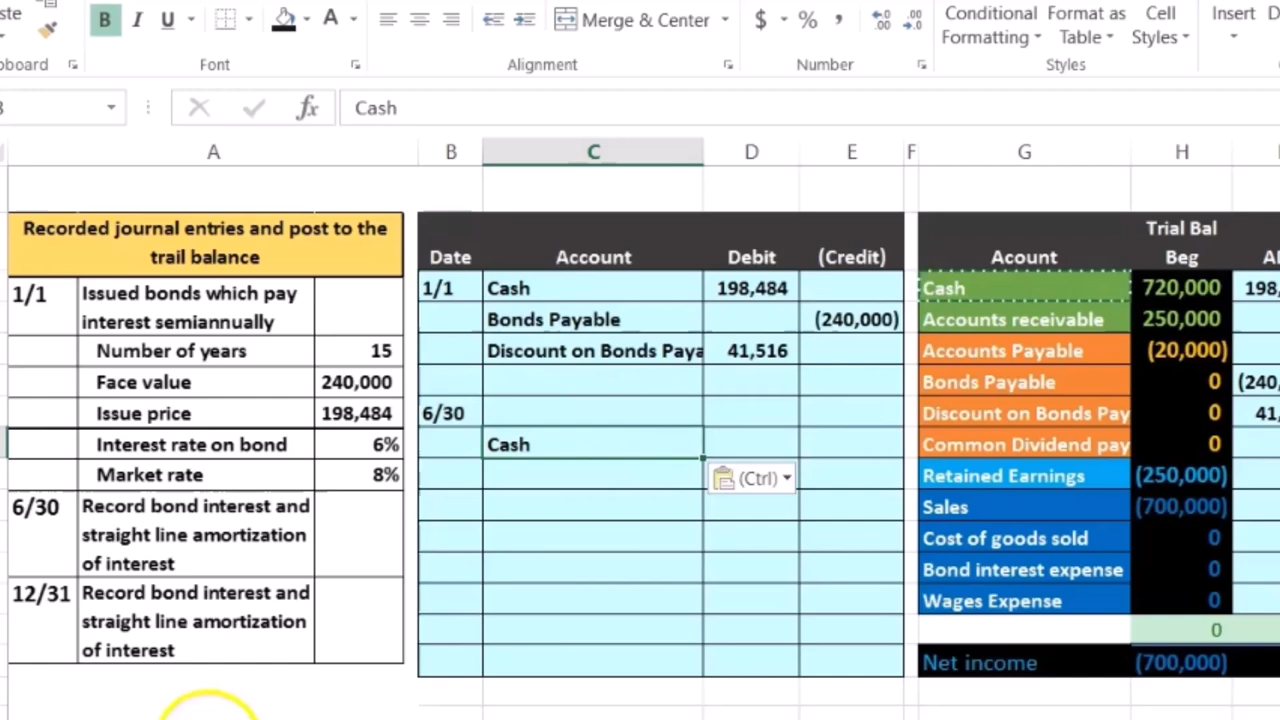 ste
B I U A
Merge & Center
$ % ,
Conditional Formatting
Format as Table
Cell Styles
Insert
board
Font
Alignment
Number
Styles
fx
Cash
A B C D E F G H
Recorded journal entries and post to the
trail balance
1/1 Issued bonds which pay
interest semiannually
Number of years 15
Face value 240,000
Issue price 198,484
Interest rate on bond 6%
Market rate 8%
6/30 Record bond interest and
straight line amortization
of interest
12/31 Record bond interest and
straight line amortization
of interest
Date Account Debit (Credit)
1/1 Cash 198,484
Bonds Payable (240,000)
Discount on Bonds Paya 41,516
6/30
Cash
(Ctrl)
Trial Bal
Acount Beg
Cash 720,000 198,
Accounts receivable 250,000
Accounts Payable (20,000)
Bonds Payable 0 (240,
Discount on Bonds Pay 0 41,
Common Dividend pay 0
Retained Earnings (250,000)
Sales (700,000)
Cost of goods sold 0
Bond interest expense 0
Wages Expense 0
0
Net income (700,000)